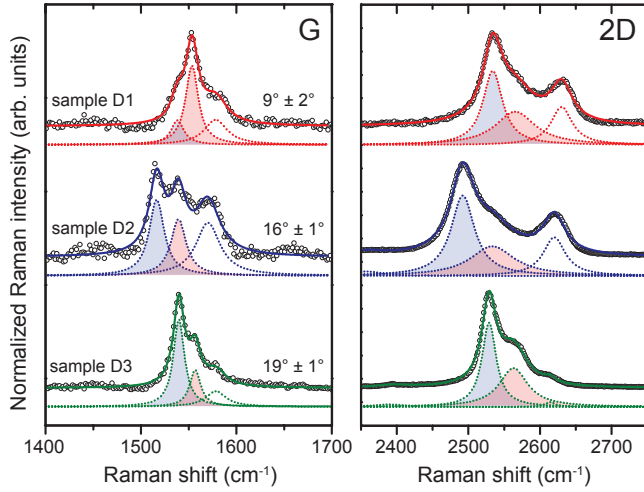 Normalized Raman intensity (arb. units)
G
2D
sample D1
9° ± 2°
sample D2
16° ± 1°
sample D3
19° ± 1°
1400 1500 1600 1700
2400 2500 2600 2700
Raman shift (cm⁻¹)
Raman shift (cm⁻¹)